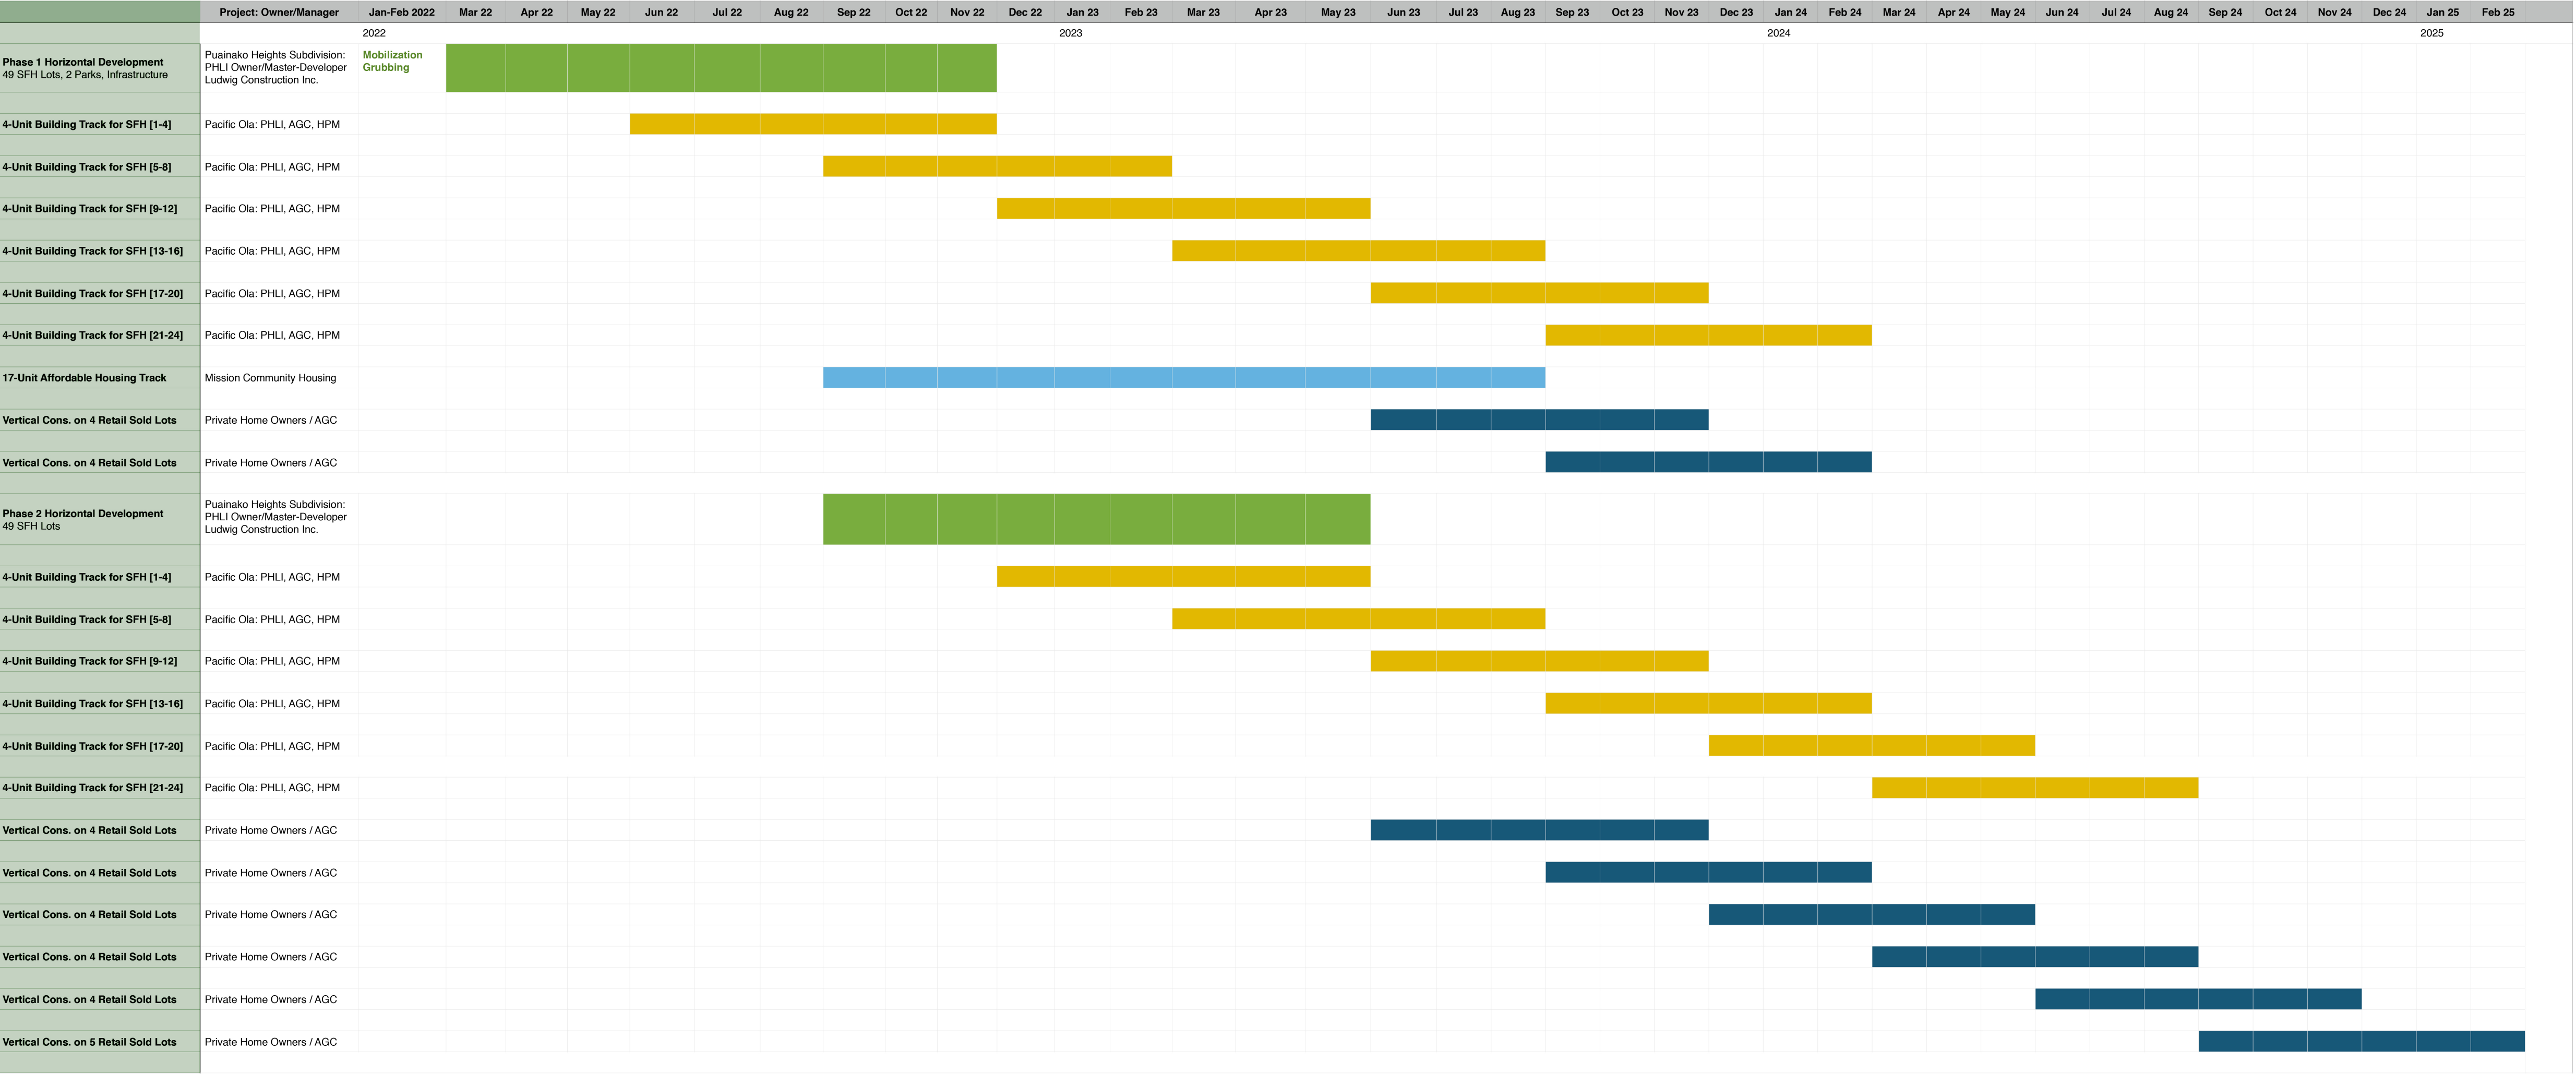 Project: Owner/Manager Jan-Feb 2022 Mar 22 Apr 22 May 22 Jun 22 Jul 22 Aug 22 Sep 22 Oct 22 Nov 22 Dec 22 Jan 23 Feb 23 Mar 23 Apr 23 May 23 Jun 23 Jul 23 Aug 23 Sep 23 Oct 23 Nov 23 Dec 23 Jan 24 Feb 24 Mar 24 Apr 24 May 24 Jun 24 Jul 24 Aug 24 Sep 24 Oct 24 Nov 24 Dec 24 Jan 25 Feb 25
2022 2023 2024 2025
Phase 1 Horizontal Development
49 SFH Lots, 2 Parks, Infrastructure
Puainako Heights Subdivision:
PHLI Owner/Master-Developer
Ludwig Construction Inc.
Mobilization
Grubbing
4-Unit Building Track for SFH [1-4] Pacific Ola: PHLI, AGC, HPM
4-Unit Building Track for SFH [5-8] Pacific Ola: PHLI, AGC, HPM
4-Unit Building Track for SFH [9-12] Pacific Ola: PHLI, AGC, HPM
4-Unit Building Track for SFH [13-16] Pacific Ola: PHLI, AGC, HPM
4-Unit Building Track for SFH [17-20] Pacific Ola: PHLI, AGC, HPM
4-Unit Building Track for SFH [21-24] Pacific Ola: PHLI, AGC, HPM
17-Unit Affordable Housing Track Mission Community Housing
Vertical Cons. on 4 Retail Sold Lots Private Home Owners / AGC
Vertical Cons. on 4 Retail Sold Lots Private Home Owners / AGC
Phase 2 Horizontal Development
49 SFH Lots
Puainako Heights Subdivision:
PHLI Owner/Master-Developer
Ludwig Construction Inc.
4-Unit Building Track for SFH [1-4] Pacific Ola: PHLI, AGC, HPM
4-Unit Building Track for SFH [5-8] Pacific Ola: PHLI, AGC, HPM
4-Unit Building Track for SFH [9-12] Pacific Ola: PHLI, AGC, HPM
4-Unit Building Track for SFH [13-16] Pacific Ola: PHLI, AGC, HPM
4-Unit Building Track for SFH [17-20] Pacific Ola: PHLI, AGC, HPM
4-Unit Building Track for SFH [21-24] Pacific Ola: PHLI, AGC, HPM
Vertical Cons. on 4 Retail Sold Lots Private Home Owners / AGC
Vertical Cons. on 4 Retail Sold Lots Private Home Owners / AGC
Vertical Cons. on 4 Retail Sold Lots Private Home Owners / AGC
Vertical Cons. on 4 Retail Sold Lots Private Home Owners / AGC
Vertical Cons. on 4 Retail Sold Lots Private Home Owners / AGC
Vertical Cons. on 5 Retail Sold Lots Private Home Owners / AGC